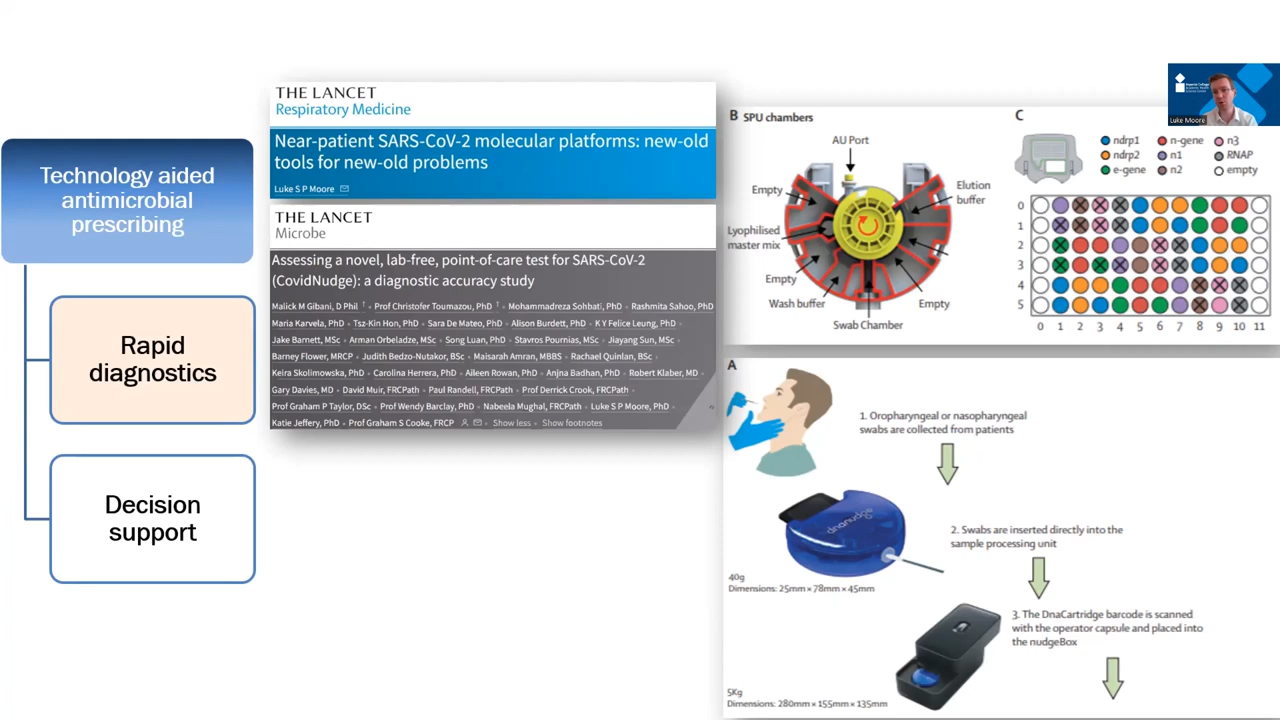 Technology aided
antimicrobial
prescribing
Rapid
diagnostics
Decision
support
THE LANCET
Respiratory Medicine
Near-patient SARS-CoV-2 molecular platforms: new-old
tools for new-old problems
Luke S P Moore
THE LANCET
Microbe
Assessing a novel, lab-free, point-of-care test for SARS-CoV-2
(CovidNudge): a diagnostic accuracy study
Malick M Gibani, D Phil † • Prof Christofer Toumazou, PhD † • Mohammadreza Sohbati, PhD • Rashmita Sahoo, PhD
Maria Karvela, PhD • Tsz-Kin Hon, PhD • Sara De Mateo, PhD • Alison Burdett, PhD • K Y Felice Leung, PhD •
Jake Barnett, MSc • Arman Orbeladze, MSc • Song Luan, PhD • Stavros Pournias, MSc • Jiayang Sun, MSc •
Barney Flower, MRCP • Judith Bedzo-Nutakor, BSc • Maisarah Amran, MBBS • Rachael Quinlan, BSc •
Keira Skolimowska, PhD • Carolina Herrera, PhD • Aileen Rowan, PhD • Anjna Badhan, PhD • Robert Klaber, MD •
Gary Davies, MD • David Muir, FRCPath • Paul Randell, FRCPath • Prof Derrick Crook, FRCPath •
Prof Graham P Taylor, DSc • Prof Wendy Barclay, PhD • Nabeela Mughal, FRCPath • Luke S P Moore, PhD •
Katie Jeffery, PhD • Prof Graham S Cooke, FRCP • Show less • Show footnotes
B SPU chambers
AU Port
Empty
Elution
buffer
Lyophilised
master mix
Empty
Wash buffer
Empty
Swab Chamber
C
ndrp1
n-gene
n3
ndrp2
n1
RNAP
e-gene
n2
empty
0
1
2
3
4
5
0 1 2 3 4 5 6 7 8 9 10 11
A
1. Oropharyngeal or nasopharyngeal
swabs are collected from patients
dnanudge
2. Swabs are inserted directly into the
sample processing unit
40g
Dimensions: 25mm × 78mm × 45mm
3. The DnaCartridge barcode is scanned
with the operator capsule and placed into
the nudgeBox
5Kg
Dimensions: 280mm × 155mm × 135mm
Imperial College
Luke Moore